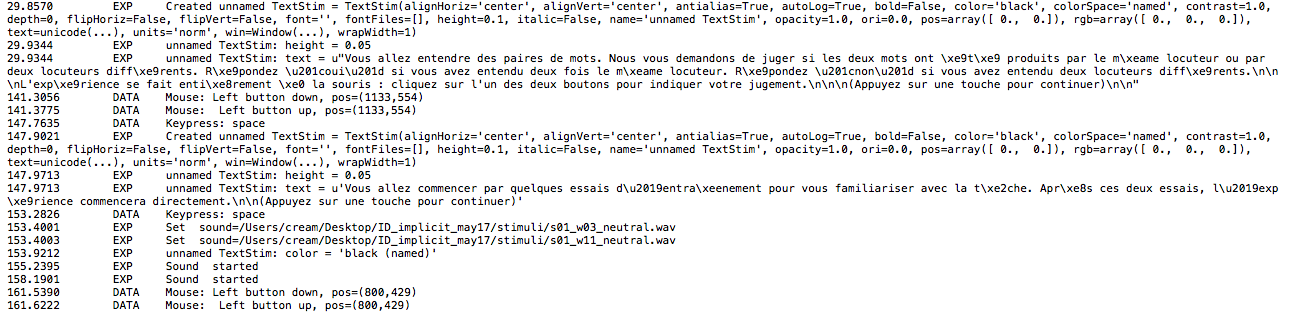 29.8570 EXP Created unnamed TextStim = TextStim(alignHoriz='center', alignVert='center', antialias=True, autoLog=True, bold=False, color='black', colorSpace='named', contrast=1.0,
depth=0, flipHoriz=False, flipVert=False, font='', fontFiles=[], height=0.1, italic=False, name='unnamed TextStim', opacity=1.0, ori=0.0, pos=array([ 0., 0.]), rgb=array([ 0., 0., 0.]),
text=unicode(...), units='norm', win=Window(...), wrapWidth=1)
29.9344 EXP unnamed TextStim: height = 0.05
29.9344 EXP unnamed TextStim: text = u"Vous allez entendre des paires de mots. Nous vous demandons de juger si les deux mots ont \xe9t\xe9 produits par le m\xeame locuteur ou par
deux locuteurs diff\xe9rents. R\xe9pondez \u201coui\u201d si vous avez entendu deux fois le m\xeame locuteur. R\xe9pondez \u201cnon\u201d si vous avez entendu deux locuteurs diff\xe9rents.\n\n
\nL'exp\xe9rience se fait enti\xe8rement \xe0 la souris : cliquez sur l'un des deux boutons pour indiquer votre jugement.\n\n\n(Appuyez sur une touche pour continuer)\n\n"
141.3056 DATA Mouse: Left button down, pos=(1133,554)
141.3775 DATA Mouse: Left button up, pos=(1133,554)
147.7635 DATA Keypress: space
147.9021 EXP Created unnamed TextStim = TextStim(alignHoriz='center', alignVert='center', antialias=True, autoLog=True, bold=False, color='black', colorSpace='named', contrast=1.0,
depth=0, flipHoriz=False, flipVert=False, font='', fontFiles=[], height=0.1, italic=False, name='unnamed TextStim', opacity=1.0, ori=0.0, pos=array([ 0., 0.]), rgb=array([ 0., 0., 0.]),
text=unicode(...), units='norm', win=Window(...), wrapWidth=1)
147.9713 EXP unnamed TextStim: height = 0.05
147.9713 EXP unnamed TextStim: text = u'Vous allez commencer par quelques essais d\u2019entra\xeenement pour vous familiariser avec la t\xe2che. Apr\xe8s ces deux essais, l\u2019exp
\xe9rience commencera directement.\n\n(Appuyez sur une touche pour continuer)'
153.2826 DATA Keypress: space
153.4001 EXP Set sound=/Users/cream/Desktop/ID_implicit_may17/stimuli/s01_w03_neutral.wav
153.4003 EXP Set sound=/Users/cream/Desktop/ID_implicit_may17/stimuli/s01_w11_neutral.wav
153.9212 EXP unnamed TextStim: color = 'black (named)'
155.2395 EXP Sound started
158.1901 EXP Sound started
161.5390 DATA Mouse: Left button down, pos=(800,429)
161.6222 DATA Mouse: Left button up, pos=(800,429)